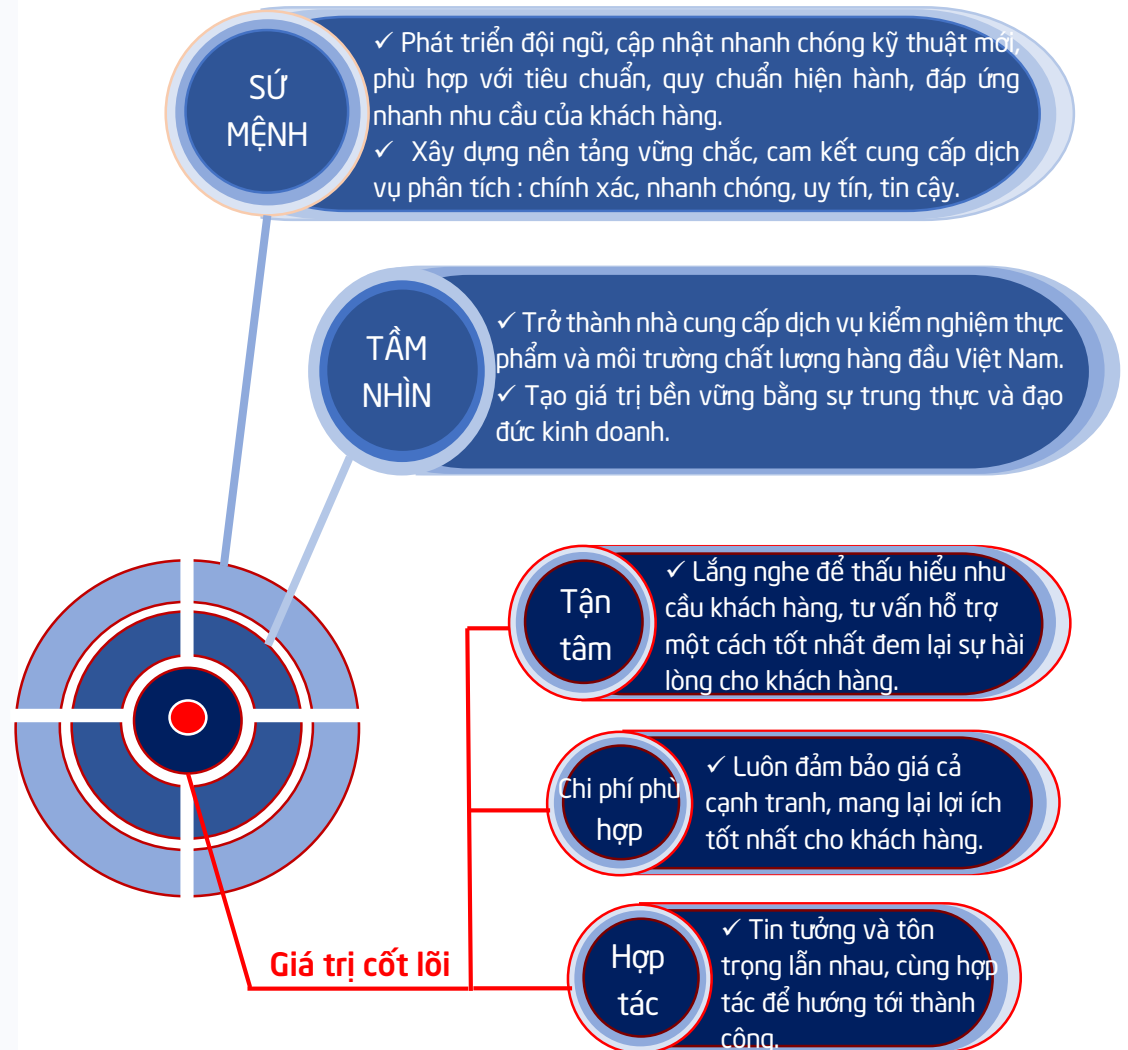 SỨ
MỆNH
✓ Phát triển đội ngũ, cập nhật nhanh chóng kỹ thuật mới,
phù hợp với tiêu chuẩn, quy chuẩn hiện hành, đáp ứng
nhanh nhu cầu của khách hàng.
✓ Xây dựng nền tảng vững chắc, cam kết cung cấp dịch
vụ phân tích : chính xác, nhanh chóng, uy tín, tin cậy.
TẦM
NHÌN
✓ Trở thành nhà cung cấp dịch vụ kiểm nghiệm thực
phẩm và môi trường chất lượng hàng đầu Việt Nam.
✓ Tạo giá trị bền vững bằng sự trung thực và đạo
đức kinh doanh.
Giá trị cốt lõi
Tận
tâm
✓ Lắng nghe để thấu hiểu nhu
cầu khách hàng, tư vấn hỗ trợ
một cách tốt nhất đem lại sự hài
lòng cho khách hàng.
Chi phí phù
hợp
✓ Luôn đảm bảo giá cả
cạnh tranh, mang lại lợi ích
tốt nhất cho khách hàng.
Hợp
tác
✓ Tin tưởng và tôn
trọng lẫn nhau, cùng hợp
tác để hướng tới thành
công.